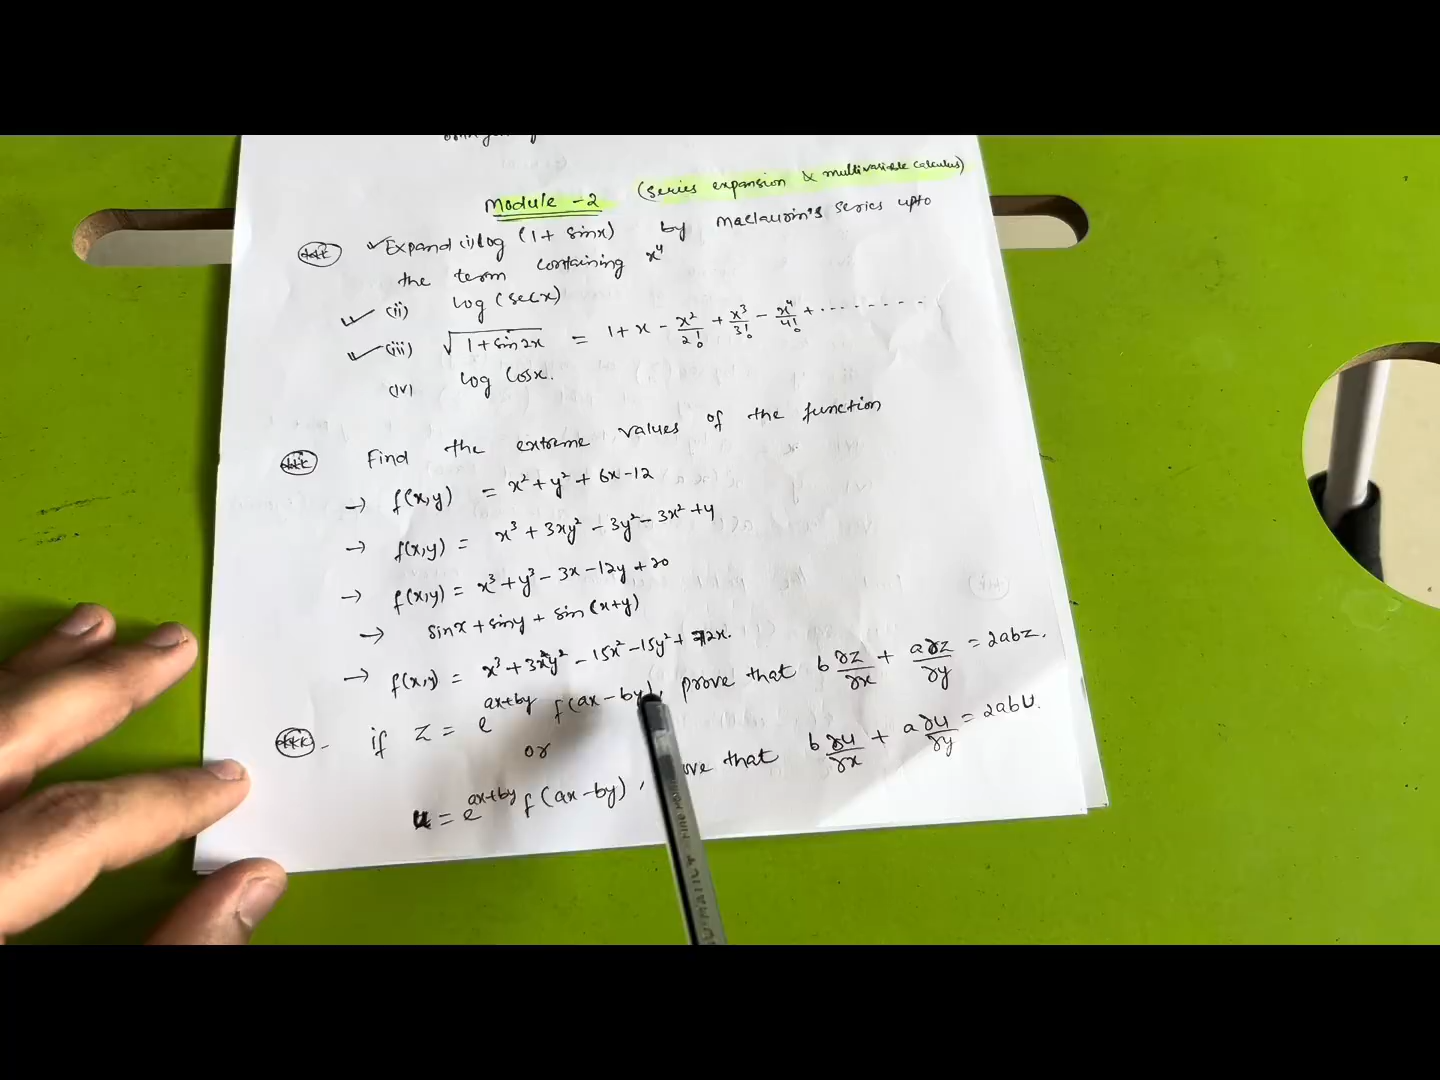 Module - 2 (series expansion & multivariable calculus)
Expand (i) log (1 + sinx) by maclaurin's series upto
the term containing x⁴
(ii) log (secx)
(iii) √(1+sin2x) = 1 + x - x²/2! + x³/3! - x⁴/4! + ........
(iv) log cosx.
Find the extreme values of the function
→ f(x,y) = x² + y² + 6x - 12
→ f(x,y) = x³ + 3xy² - 3y² - 3x² + 4
→ f(x,y) = x³ + y³ - 3x - 12y + 20
→ sinx + siny + sin(x+y)
→ f(x,y) = x³ + 3xy² - 15x² - 15y² + 72x.
if z = e^(ax+by) f(ax - by), prove that b ∂z/∂x + a ∂z/∂y = 2abz.
or
u = e^(ax+by) f(ax - by), that b ∂u/∂x + a ∂u/∂y = 2abu.